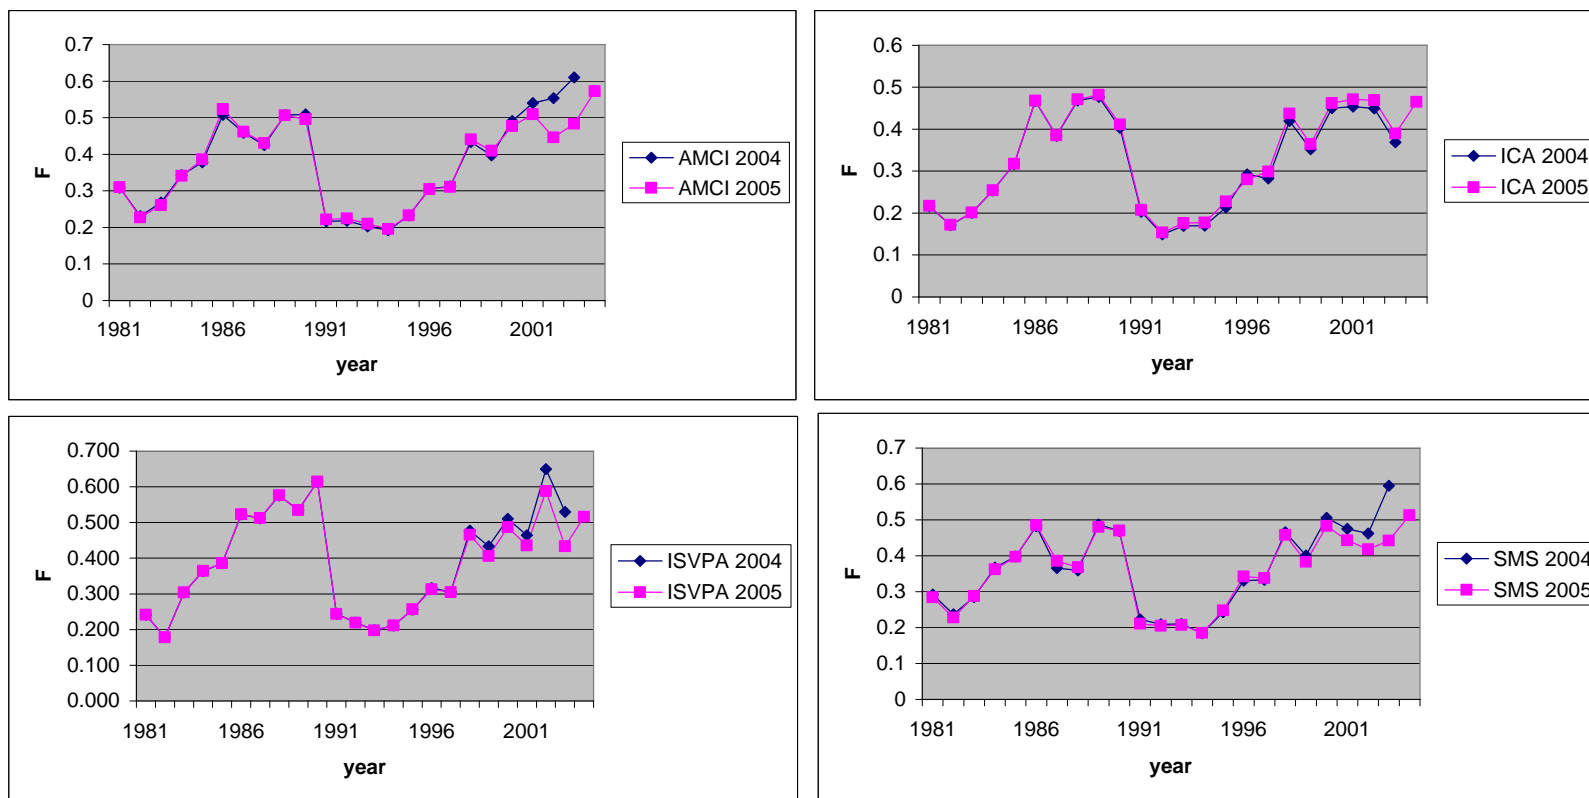 0.7
0.6
0.5
0.4
0.3
0.2
0.1
0
F
1981 1986 1991 1996 2001
year
AMCI 2004
AMCI 2005
0.6
0.5
0.4
0.3
0.2
0.1
0
F
1981 1986 1991 1996 2001
year
ICA 2004
ICA 2005
0.700
0.600
0.500
0.400
0.300
0.200
0.100
0.000
F
1981 1986 1991 1996 2001
year
ISVPA 2004
ISVPA 2005
0.7
0.6
0.5
0.4
0.3
0.2
0.1
0
F
1981 1986 1991 1996 2001
year
SMS 2004
SMS 2005